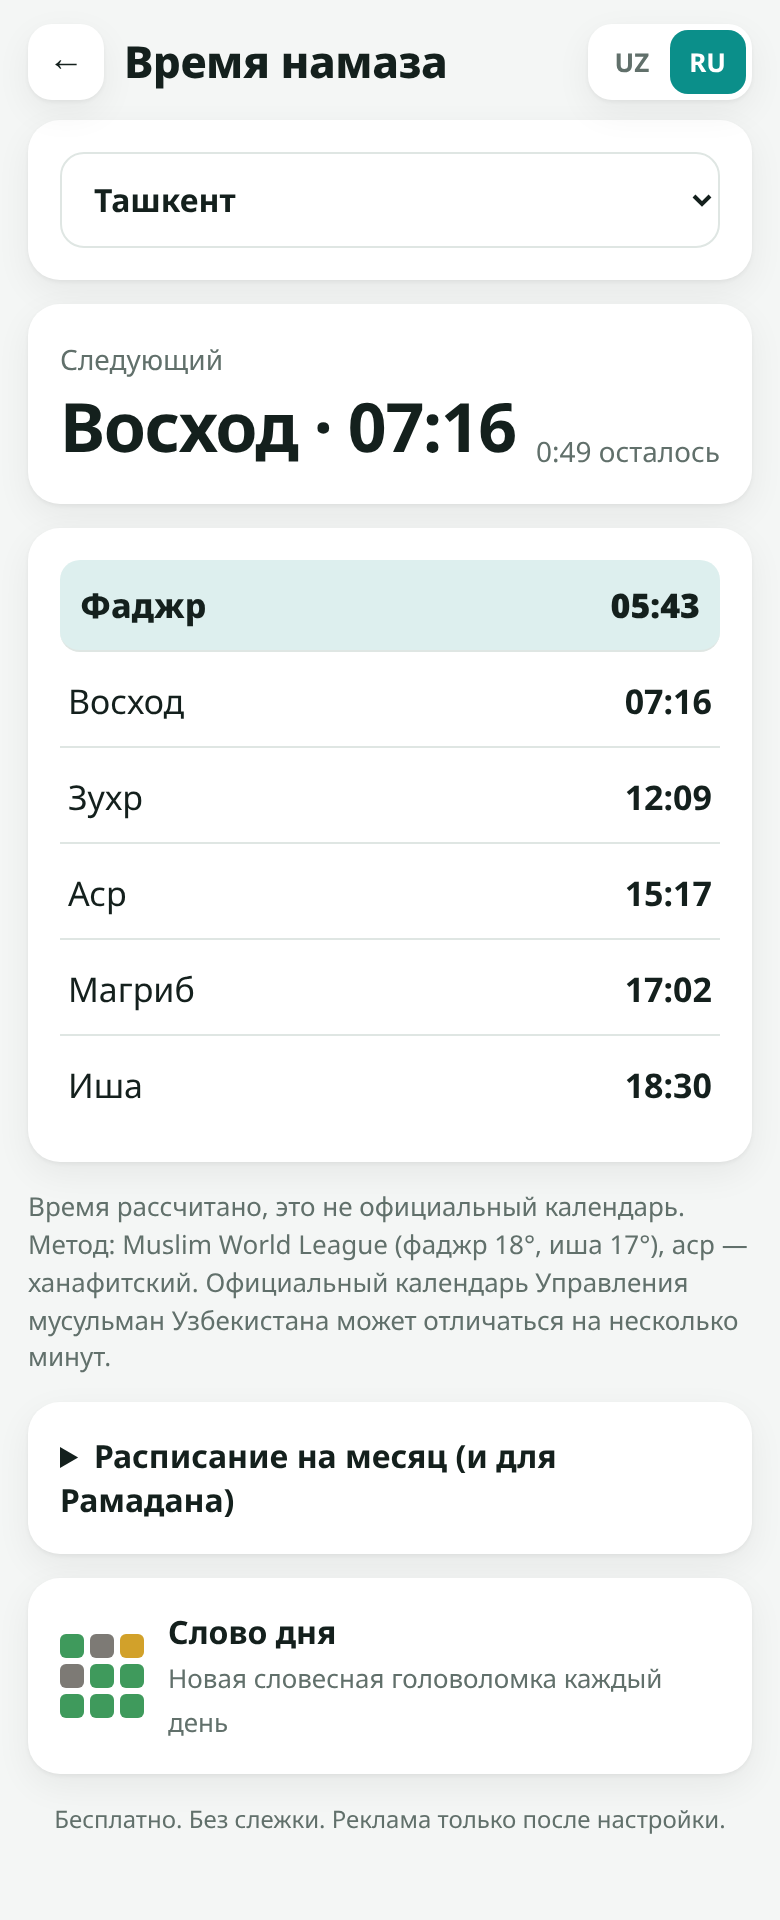 ←
Время намаза
UZ
RU
Ташкент
Следующий
Восход · 07:16
0:49 осталось
Фаджр 05:43
Восход 07:16
Зухр 12:09
Аср 15:17
Магриб 17:02
Иша 18:30
Время рассчитано, это не официальный календарь.
Метод: Muslim World League (фаджр 18°, иша 17°), аср —
ханафитский. Официальный календарь Управления
мусульман Узбекистана может отличаться на несколько
минут.
▶ Расписание на месяц (и для
Рамадана)
Слово дня
Новая словесная головоломка каждый
день
Бесплатно. Без слежки. Реклама только после настройки.